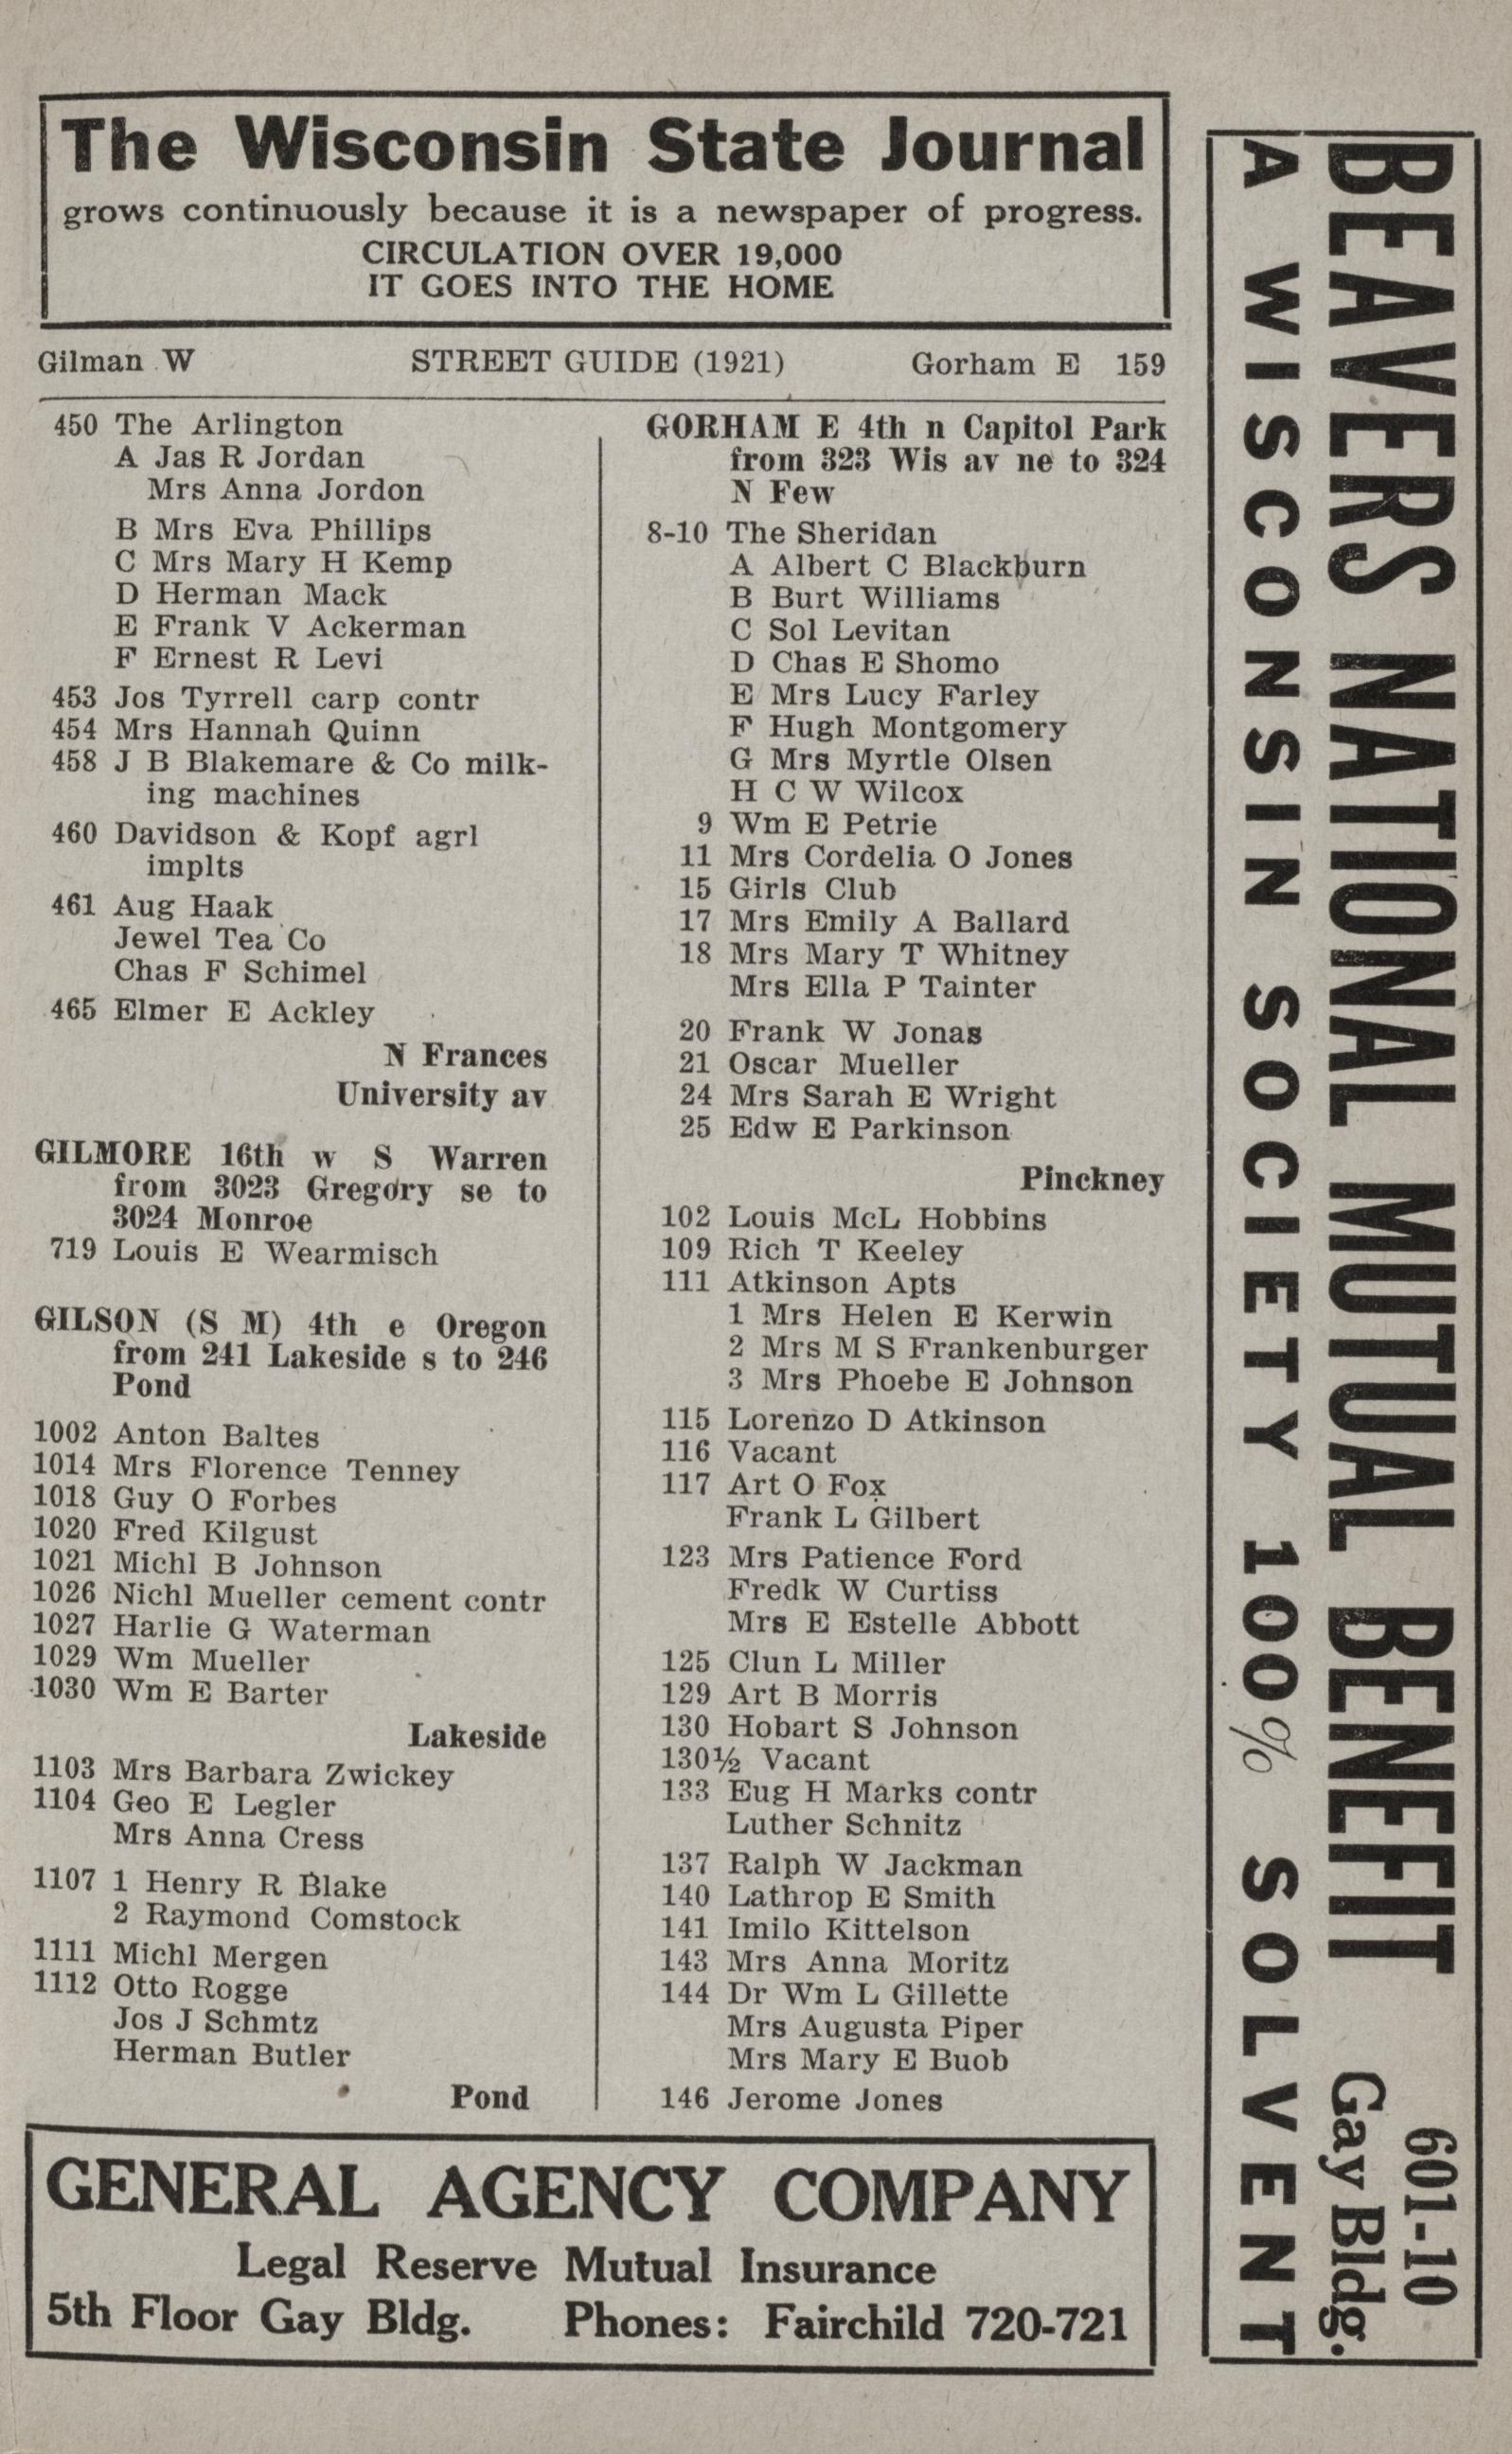 The Wisconsin State Journal
grows continuously because it is a newspaper of progress.
CIRCULATION OVER 19,000
IT GOES INTO THE HOME
Gilman W STREET GUIDE (1921) Gorham E 159
450 The Arlington
A Jas R Jordan
Mrs Anna Jordon
B Mrs Eva Phillips
C Mrs Mary H Kemp
D Herman Mack
E Frank V Ackerman
F Ernest R Levi
453 Jos Tyrrell carp contr
454 Mrs Hannah Quinn
458 J B Blakemare & Co milk-
ing machines
460 Davidson & Kopf agrl
implts
461 Aug Haak
Jewel Tea Co
Chas F Schimel
465 Elmer E Ackley
N Frances
University av
GILMORE 16th w S Warren
from 3023 Gregory se to
3024 Monroe
719 Louis E Wearmisch
GILSON (S M) 4th e Oregon
from 241 Lakeside s to 246
Pond
1002 Anton Baltes
1014 Mrs Florence Tenney
1018 Guy O Forbes
1020 Fred Kilgust
1021 Michl B Johnson
1026 Nichl Mueller cement contr
1027 Harlie G Waterman
1029 Wm Mueller
1030 Wm E Barter
Lakeside
1103 Mrs Barbara Zwickey
1104 Geo E Legler
Mrs Anna Cress
1107 1 Henry R Blake
2 Raymond Comstock
1111 Michl Mergen
1112 Otto Rogge
Jos J Schmtz
Herman Butler
Pond
GORHAM E 4th n Capitol Park
from 323 Wis av ne to 324
N Few
8-10 The Sheridan
A Albert C Blackburn
B Burt Williams
C Sol Levitan
D Chas E Shomo
E Mrs Lucy Farley
F Hugh Montgomery
G Mrs Myrtle Olsen
H C W Wilcox
9 Wm E Petrie
11 Mrs Cordelia O Jones
15 Girls Club
17 Mrs Emily A Ballard
18 Mrs Mary T Whitney
Mrs Ella P Tainter
20 Frank W Jonas
21 Oscar Mueller
24 Mrs Sarah E Wright
25 Edw E Parkinson
Pinckney
102 Louis McL Hobbins
109 Rich T Keeley
111 Atkinson Apts
1 Mrs Helen E Kerwin
2 Mrs M S Frankenburger
3 Mrs Phoebe E Johnson
115 Lorenzo D Atkinson
116 Vacant
117 Art O Fox
Frank L Gilbert
123 Mrs Patience Ford
Fredk W Curtiss
Mrs E Estelle Abbott
125 Clun L Miller
129 Art B Morris
130 Hobart S Johnson
130½ Vacant
133 Eug H Marks contr
Luther Schnitz
137 Ralph W Jackman
140 Lathrop E Smith
141 Imilo Kittelson
143 Mrs Anna Moritz
144 Dr Wm L Gillette
Mrs Augusta Piper
Mrs Mary E Buob
146 Jerome Jones
GENERAL AGENCY COMPANY
Legal Reserve Mutual Insurance
5th Floor Gay Bldg. Phones: Fairchild 720-721
BEAVERS NATIONAL MUTUAL BENEFIT
601-10
Gay Bldg.
A WISCONSIN SOCIETY 100% SOLVENT